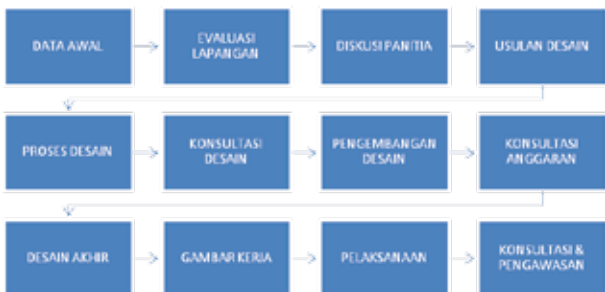 DATA AWAL
EVALUASI
LAPANGAN
DISKUSI PANITIA
USULAN DESAIN
PROSES DESAIN
KONSULTASI
DESAIN
PENGEMBANGAN
DESAIN
KONSULTASI
ANGGARAN
DESAIN AKHIR
GAMBAR KERJA
PELAKSANAAN
KONSULTASI &
PENGAWASAN